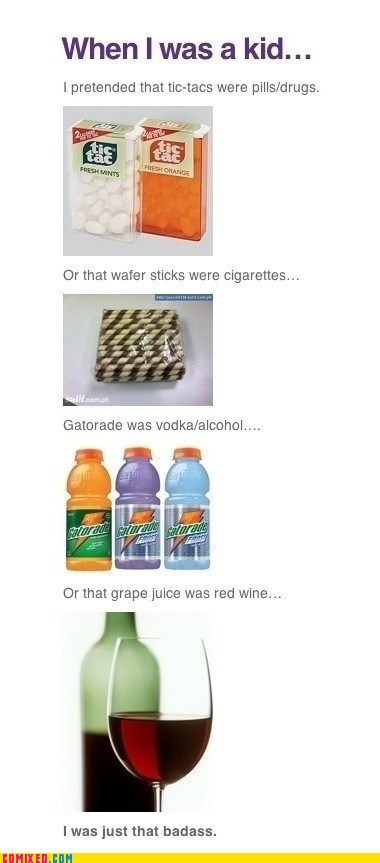 When I was a kid…
I pretended that tic-tacs were pills/drugs.
tic tac
FRESH MINTS
tic tac
FRESH ORANGE
Or that wafer sticks were cigarettes…
Gatorade was vodka/alcohol….
Gatorade
Gatorade
Gatorade
Or that grape juice was red wine…
I was just that badass.
COMIXED.COM